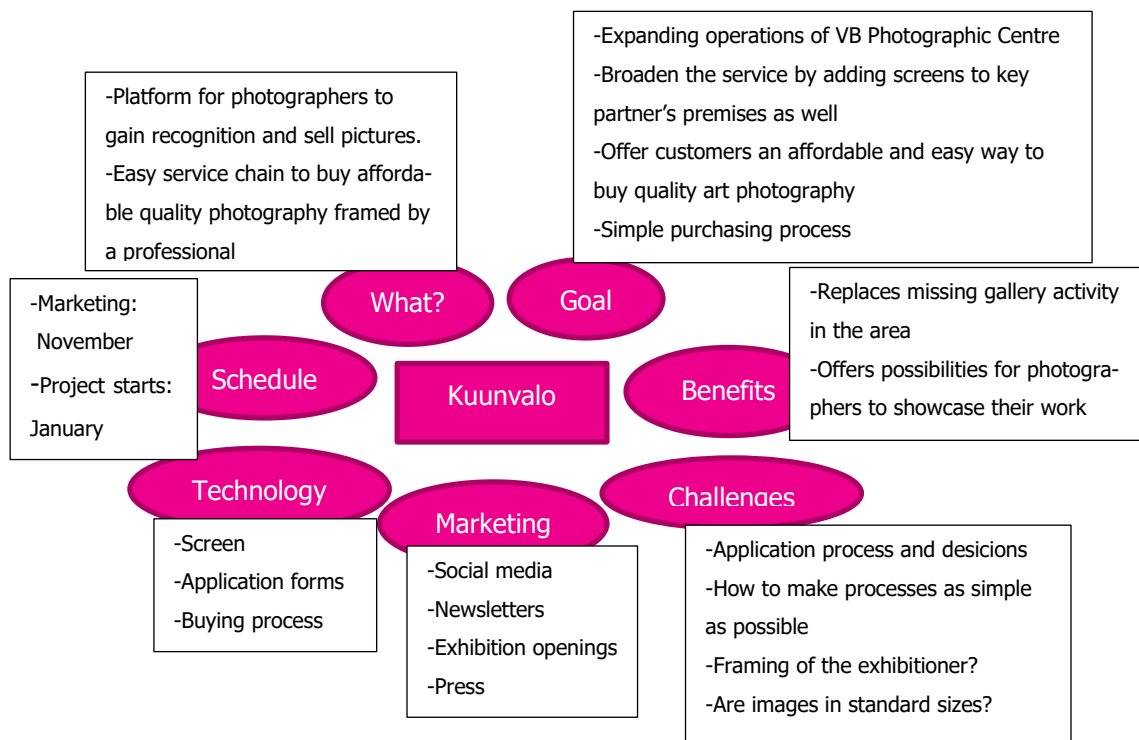 -Expanding operations of VB Photographic Centre
-Broaden the service by adding screens to key
partner's premises as well
-Offer customers an affordable and easy way to
buy quality art photography
-Simple purchasing process
-Platform for photographers to
gain recognition and sell pictures.
-Easy service chain to buy afforda-
ble quality photography framed by
a professional
What?
Goal
-Marketing:
November
-Project starts:
January
Schedule
Kuunvalo
Benefits
-Replaces missing gallery activity
in the area
-Offers possibilities for photogra-
phers to showcase their work
Technology
Marketing
Challenges
-Screen
-Application forms
-Buying process
-Social media
-Newsletters
-Exhibition openings
-Press
-Application process and desicions
-How to make processes as simple
as possible
-Framing of the exhibitioner?
-Are images in standard sizes?